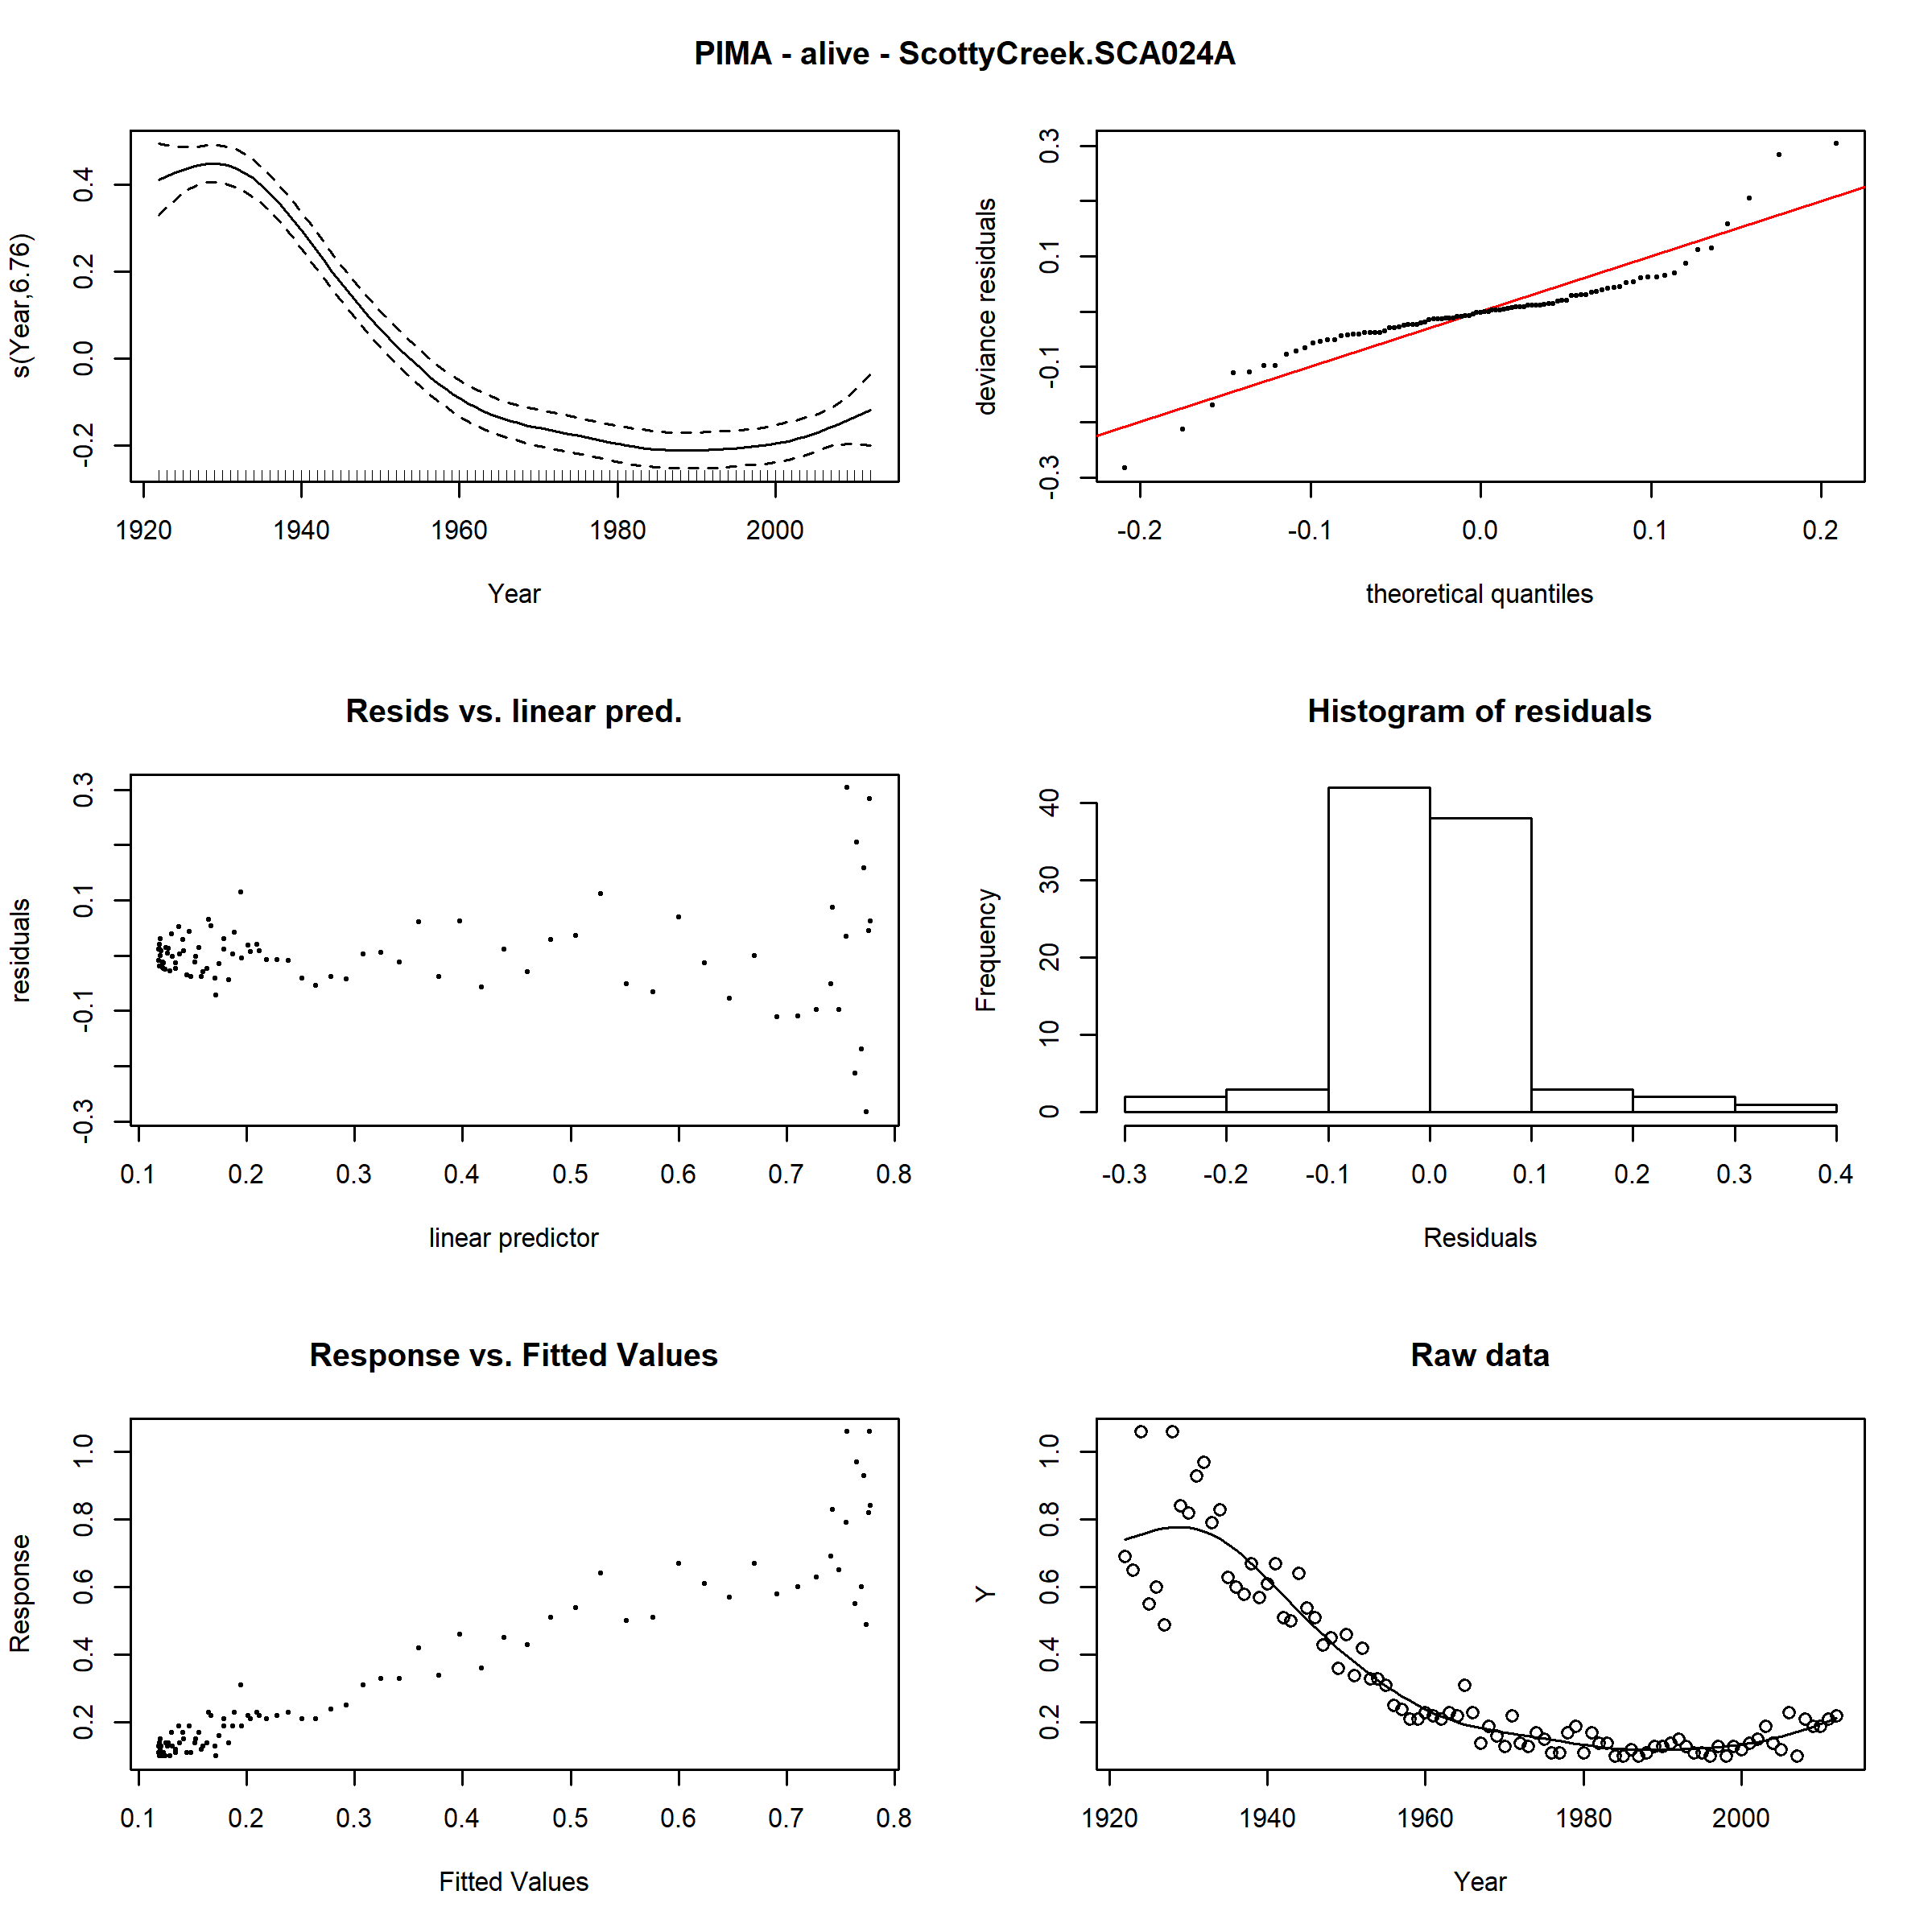 PIMA - alive - ScottyCreek.SCA024A
s(Year,6.76)
0.4
0.2
0.0
-0.2
1920 1940 1960 1980 2000
Year
deviance residuals
0.3
0.1
-0.1
-0.3
-0.2 -0.1 0.0 0.1 0.2
theoretical quantiles
Resids vs. linear pred.
residuals
0.3
0.1
-0.1
-0.3
0.1 0.2 0.3 0.4 0.5 0.6 0.7 0.8
linear predictor
Histogram of residuals
Frequency
40
30
20
10
0
-0.3 -0.2 -0.1 0.0 0.1 0.2 0.3 0.4
Residuals
Response vs. Fitted Values
Response
1.0
0.8
0.6
0.4
0.2
0.1 0.2 0.3 0.4 0.5 0.6 0.7 0.8
Fitted Values
Raw data
Y
1.0
0.8
0.6
0.4
0.2
1920 1940 1960 1980 2000
Year